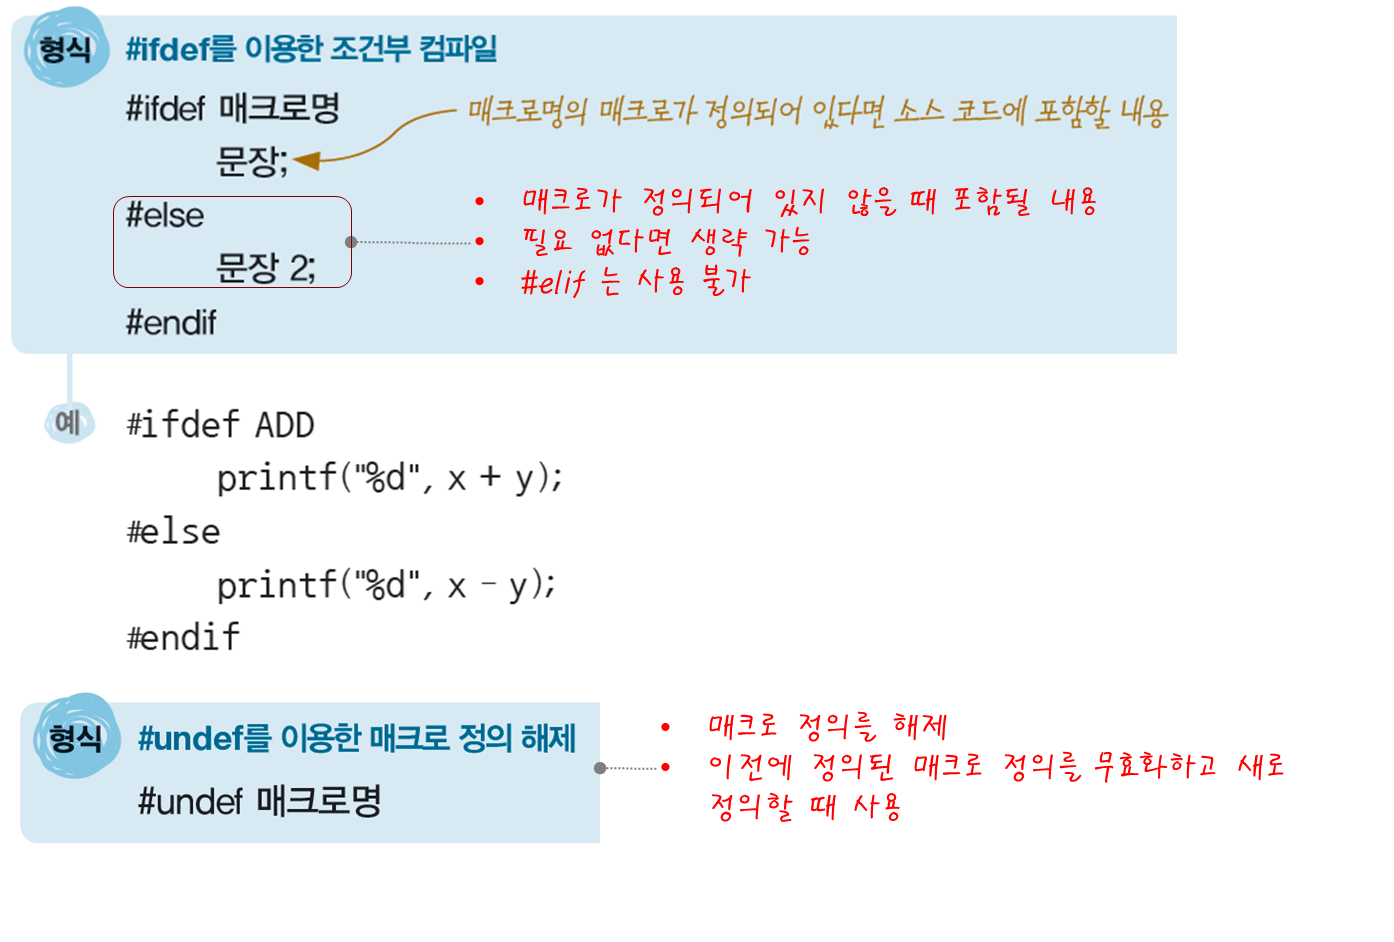 형식 #ifdef를 이용한 조건부 컴파일
#ifdef 매크로명
매크로명의 매크로가 정의되어 있다면 소스 코드에 포함할 내용
문장;
#else
문장 2;
#endif
• 매크로가 정의되어 있지 않을 때 포함될 내용
• 필요 없다면 생략 가능
• #elif 는 사용 불가
예 #ifdef ADD
printf("%d", x + y);
#else
printf("%d", x - y);
#endif
형식 #undef를 이용한 매크로 정의 해제
#undef 매크로명
• 매크로 정의를 해제
• 이전에 정의된 매크로 정의를 무효화하고 새로
정의할 때 사용